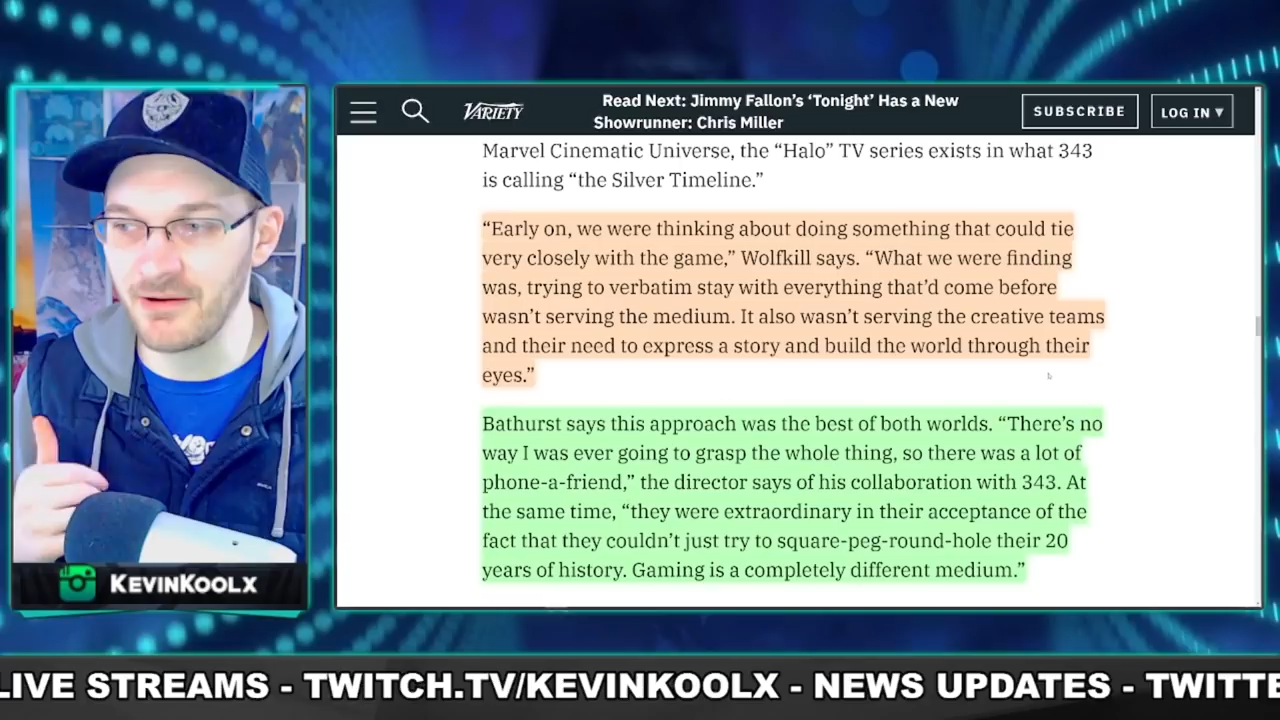 Read Next: Jimmy Fallon's ‘Tonight’ Has a New
Showrunner: Chris Miller
VARIETY
SUBSCRIBE
LOG IN ▾
Marvel Cinematic Universe, the “Halo” TV series exists in what 343
is calling “the Silver Timeline.”
“Early on, we were thinking about doing something that could tie
very closely with the game,” Wolfkill says. “What we were finding
was, trying to verbatim stay with everything that’d come before
wasn’t serving the medium. It also wasn’t serving the creative teams
and their need to express a story and build the world through their
eyes.”
Bathurst says this approach was the best of both worlds. “There’s no
way I was ever going to grasp the whole thing, so there was a lot of
phone-a-friend,” the director says of his collaboration with 343. At
the same time, “they were extraordinary in their acceptance of the
fact that they couldn’t just try to square-peg-round-hole their 20
years of history. Gaming is a completely different medium.”
KEVINKOOLX
LIVE STREAMS - TWITCH.TV/KEVINKOOLX - NEWS UPDATES - TWITTE